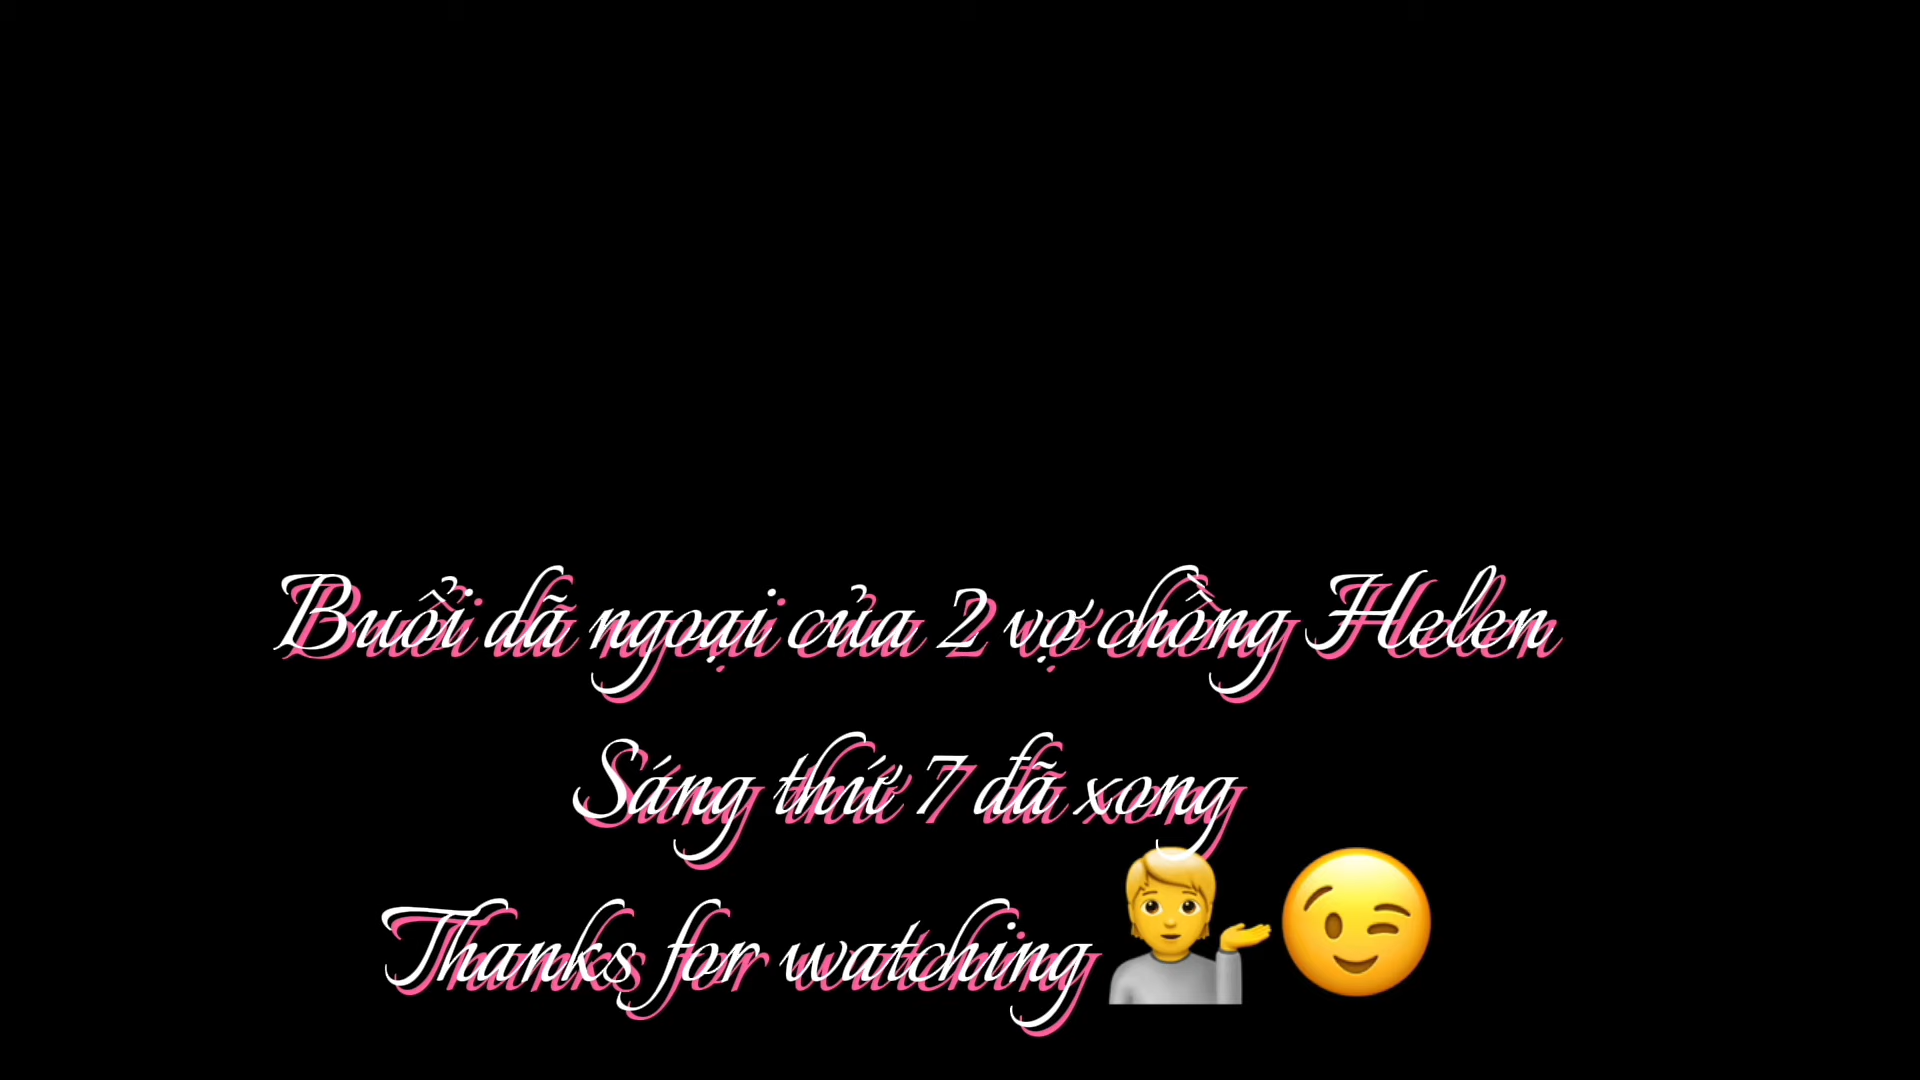 Buổi dã ngoại của 2 vợ chồng Helen
Sáng thứ 7 đã xong
Thanks for watching💁😉